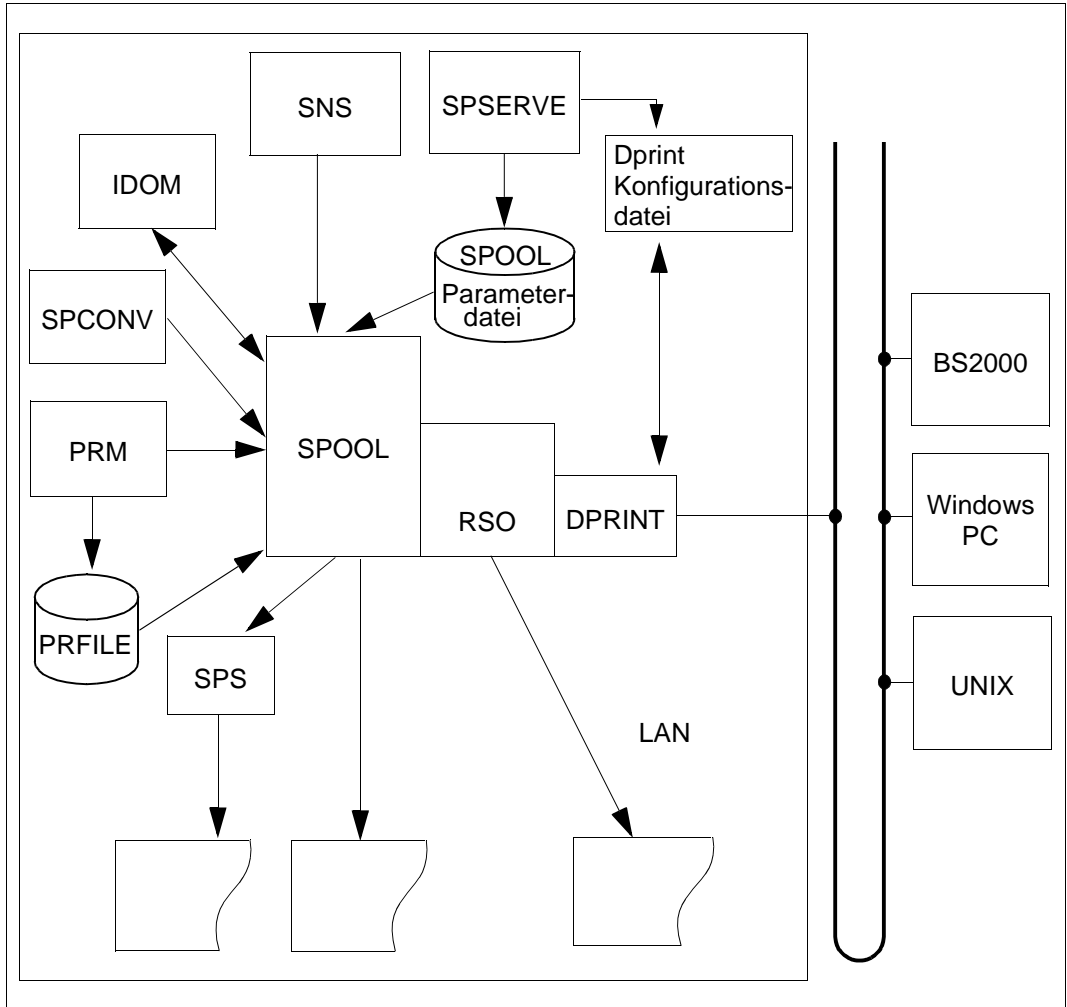 SNS
SPSERVE
IDOM
Dprint
Konfigurations-
datei
SPOOL
Parameter-
datei
SPCONV
BS2000
PRM
SPOOL
RSO
DPRINT
Windows
PC
PRFILE
SPS
UNIX
LAN